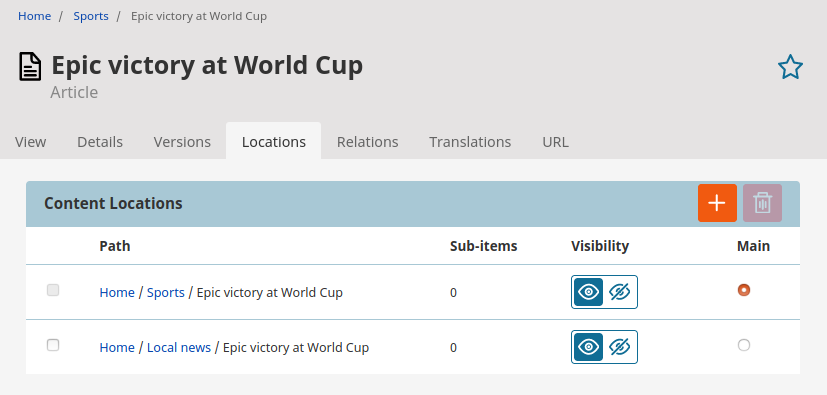 Home / Sports / Epic victory at World Cup
Epic victory at World Cup
Article
View Details Versions Locations Relations Translations URL
Content Locations
Path Sub-items Visibility Main
Home / Sports / Epic victory at World Cup 0
Home / Local news / Epic victory at World Cup 0